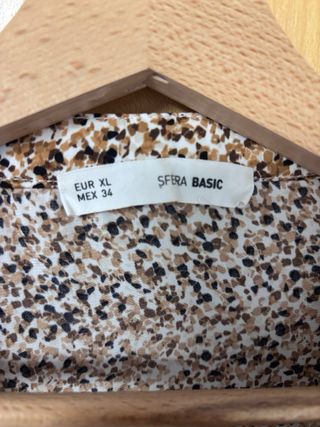 EUR XL
MEX 34
SFERA BASIC